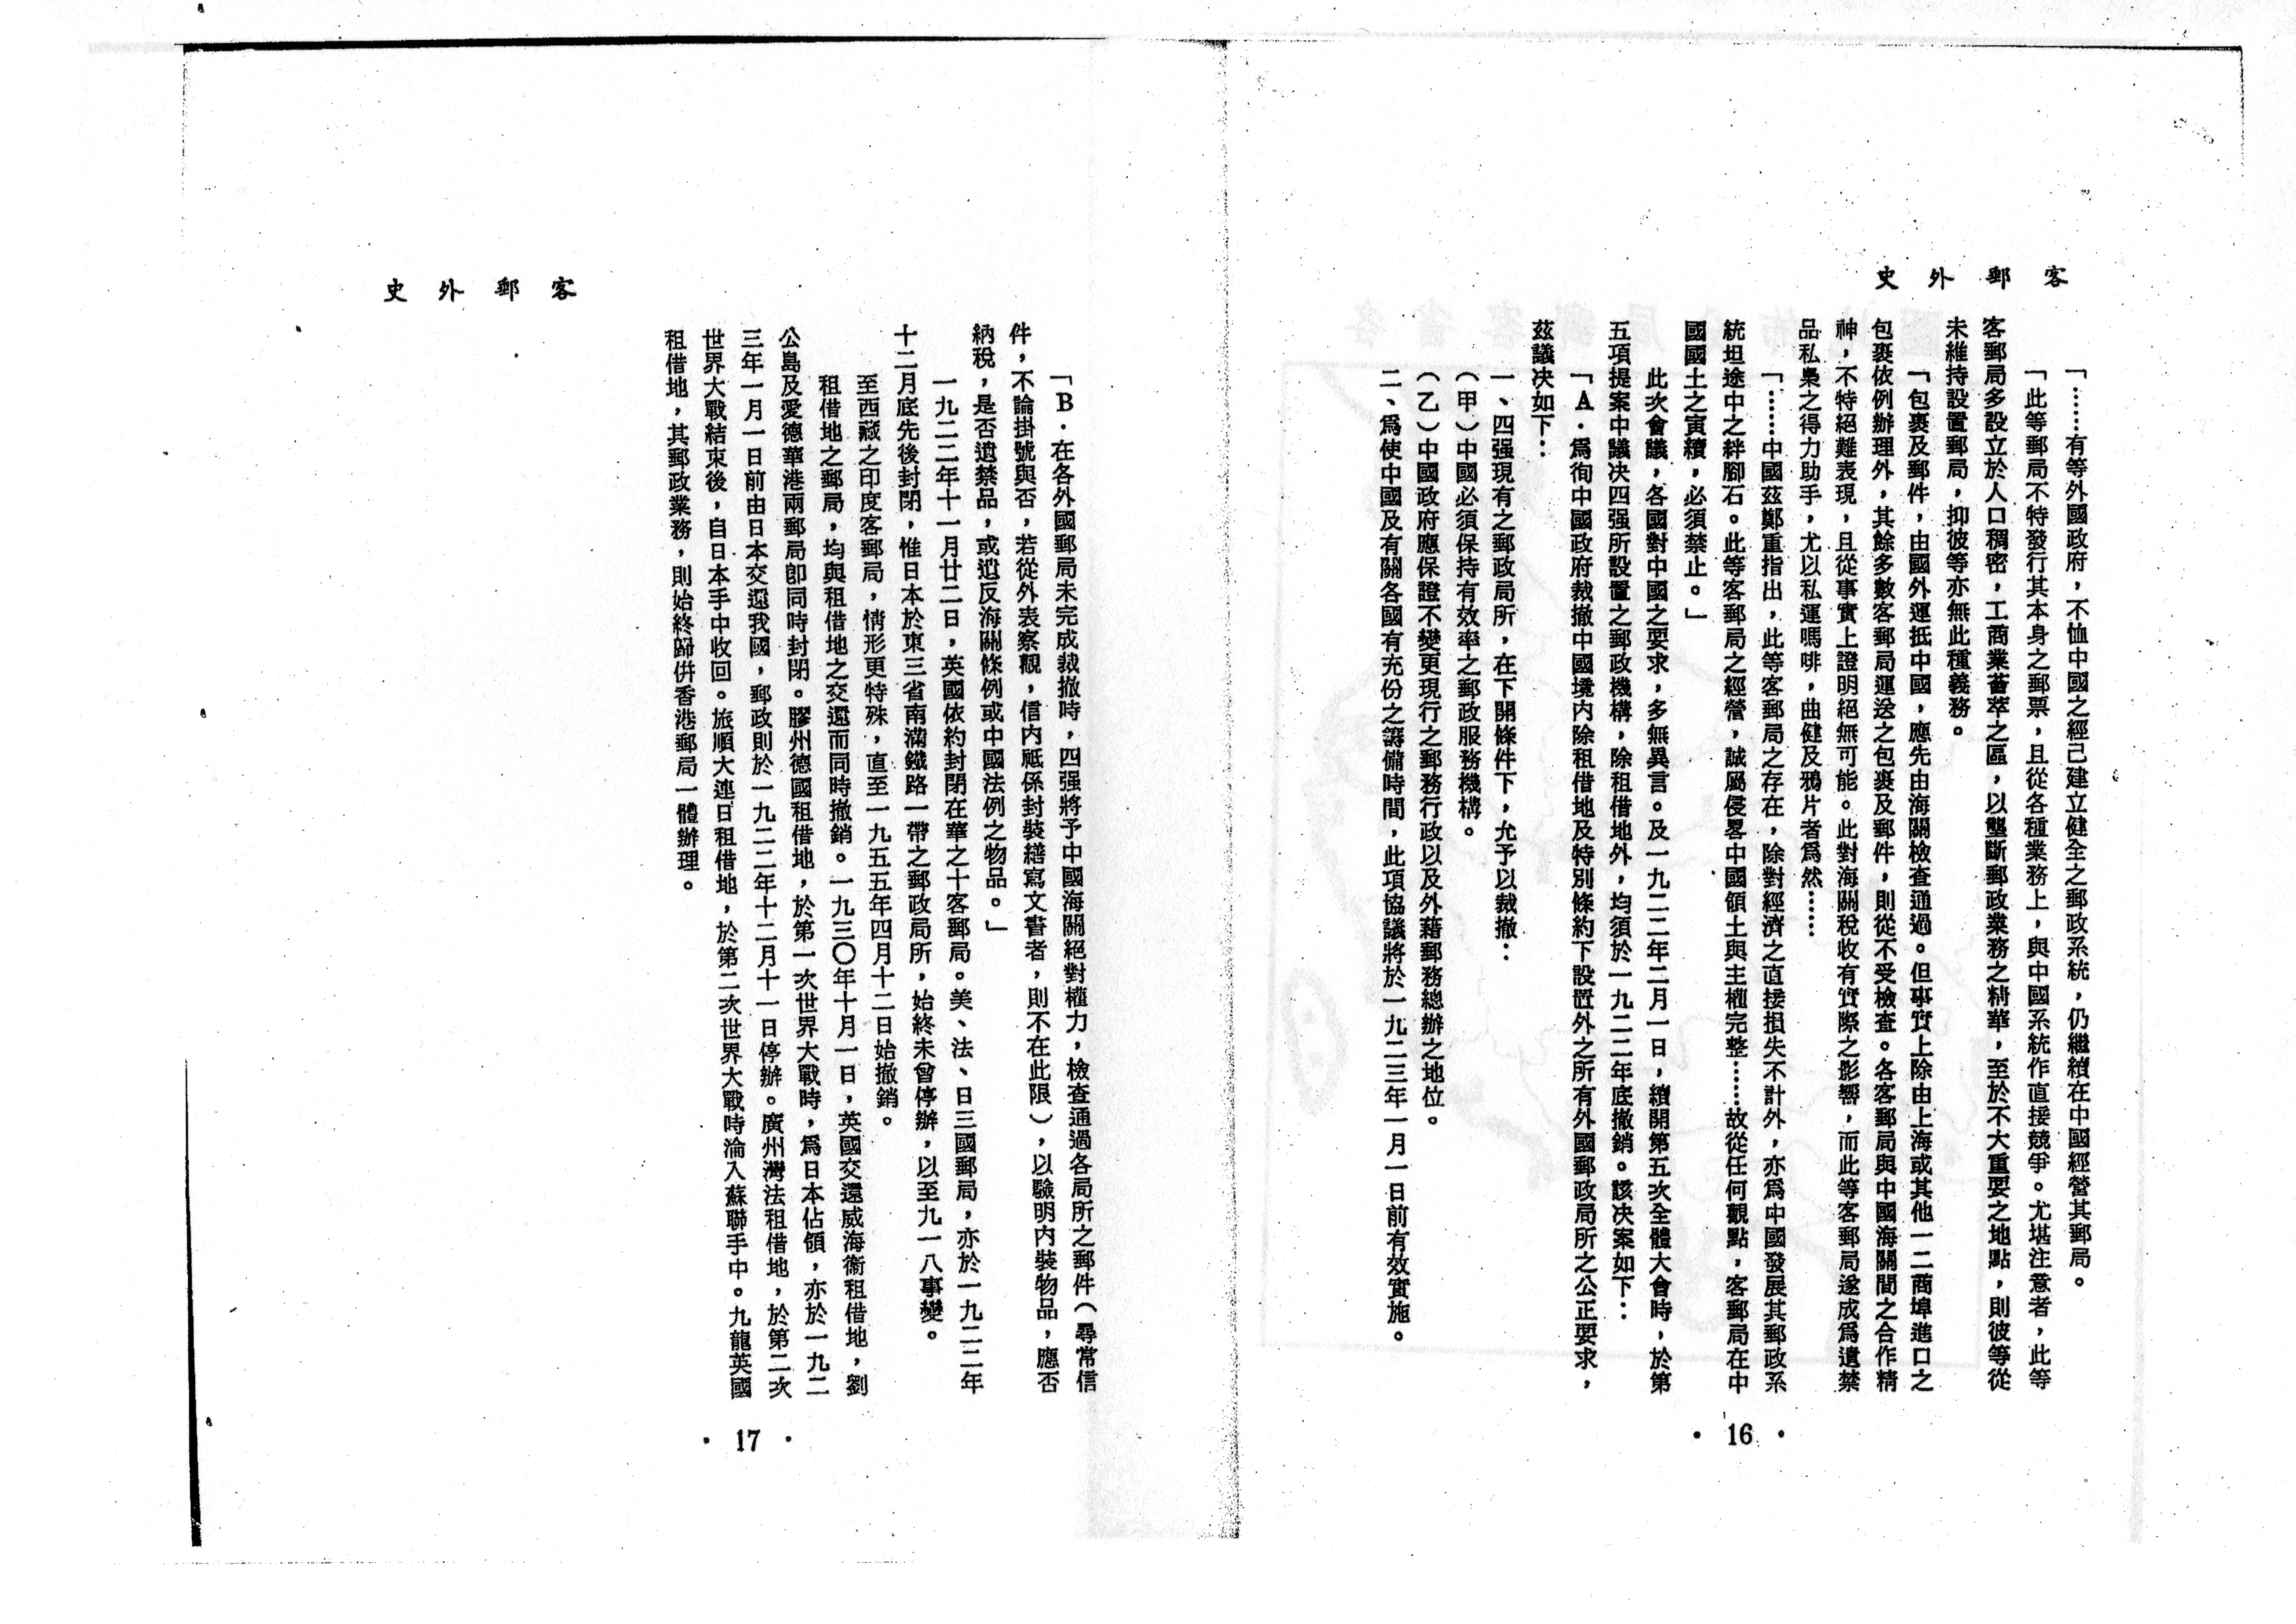 客郵外史
「……有等外國政府，不恤中國之經己建立健全之郵政系統，仍繼續在中國經營其郵局。
「此等郵局不特發行其本身之郵票，且從各種業務上，與中國系統作直接競爭。尤堪注意者，此等
客郵局多設立於人口稠密，工商業薈萃之區，以壟斷郵政業務之精華，至於不大重要之地點，則彼等從
未維持設置郵局，抑彼等亦無此種義務。
「包裹及郵件，由國外運抵中國，應先由海關檢查通過。但事實上除由上海或其他一二商埠進口之
包裹依例辦理外，其餘多數客郵局運送之包裹及郵件，則從不受檢查。各客郵局與中國海關間之合作精
神，不特絕難表現，且從事實上證明絕無可能。此對海關稅收有實際之影響，而此等客郵局遂成爲遺禁
品私梟之得力助手，尤以私運嗎啡，曲健及鴉片者爲然……
「……中國茲鄭重指出，此等客郵局之存在，除對經濟之直接損失不計外，亦爲中國發展其郵政系
統坦途中之絆腳石。此等客郵局之經營，誠屬侵畧中國領土與主權完整……故從任何觀點，客郵局在中
國國土之寅續，必須禁止。」
此次會議，各國對中國之要求，多無異言。及一九二二年二月一日，續開第五次全體大會時，於第
五項提案中議決四强所設置之郵政機構，除租借地外，均須於一九二二年底撤銷。該决案如下：
「A．爲徇中國政府裁撤中國境内除租借地及特別條約下設置外之所有外國郵政局所之公正要求，
茲議决如下：
一、四强現有之郵政局所，在下開條件下，允予以裁撤：
（甲）中國必須保持有效率之郵政服務機構。
（乙）中國政府應保證不變更現行之郵務行政以及外藉郵務總辦之地位。
二、爲使中國及有關各國有充份之籌備時間，此項協議將於一九二三年一月一日前有效實施。
• 16 •
客郵外史
「B．在各外國郵局未完成裁撤時，四强將予中國海關絕對權力，檢查通過各局所之郵件（尋常信
件，不論掛號與否，若從外表察觀，信内祗係封裝繕寫文書者，則不在此限），以驗明内裝物品，應否
納稅，是否遺禁品，或遺反海關條例或中國法例之物品。」
一九二二年十一月廿二日，英國依約封閉在華之十客郵局。美、法、日三國郵局，亦於一九二二年
十二月底先後封閉，惟日本於東三省南滿鐵路一帶之郵政局所，始終未曾停辦，以至九一八事變。
至西藏之印度客郵局，情形更特殊，直至一九五五年四月十二日始撤銷。
租借地之郵局，均與租借地之交還而同時撤銷。一九三〇年十月一日，英國交還威海衞租借地，劉
公島及愛德華港兩郵局卽同時封閉。膠州德國租借地，於第一次世界大戰時，爲日本佔領，亦於一九二
三年一月一日前由日本交還我國，郵政則於一九二二年十二月十一日停辦。廣州灣法租借地，於第二次
世界大戰結束後，自日本手中收回。旅順大連日租借地，於第二次世界大戰時淪入蘇聯手中。九龍英國
租借地，其郵政業務，則始終歸併香港郵局一體辦理。
• 17 •